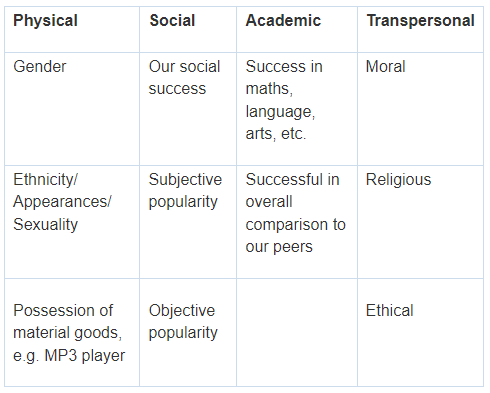 Physical Social Academic Transpersonal
Gender
Our social
success
Success in
maths,
language,
arts, etc.
Moral
Ethnicity/
Appearances/
Sexuality
Subjective
popularity
Successful in
overall
comparison to
our peers
Religious
Possession of
material goods,
e.g. MP3 player
Objective
popularity
Ethical